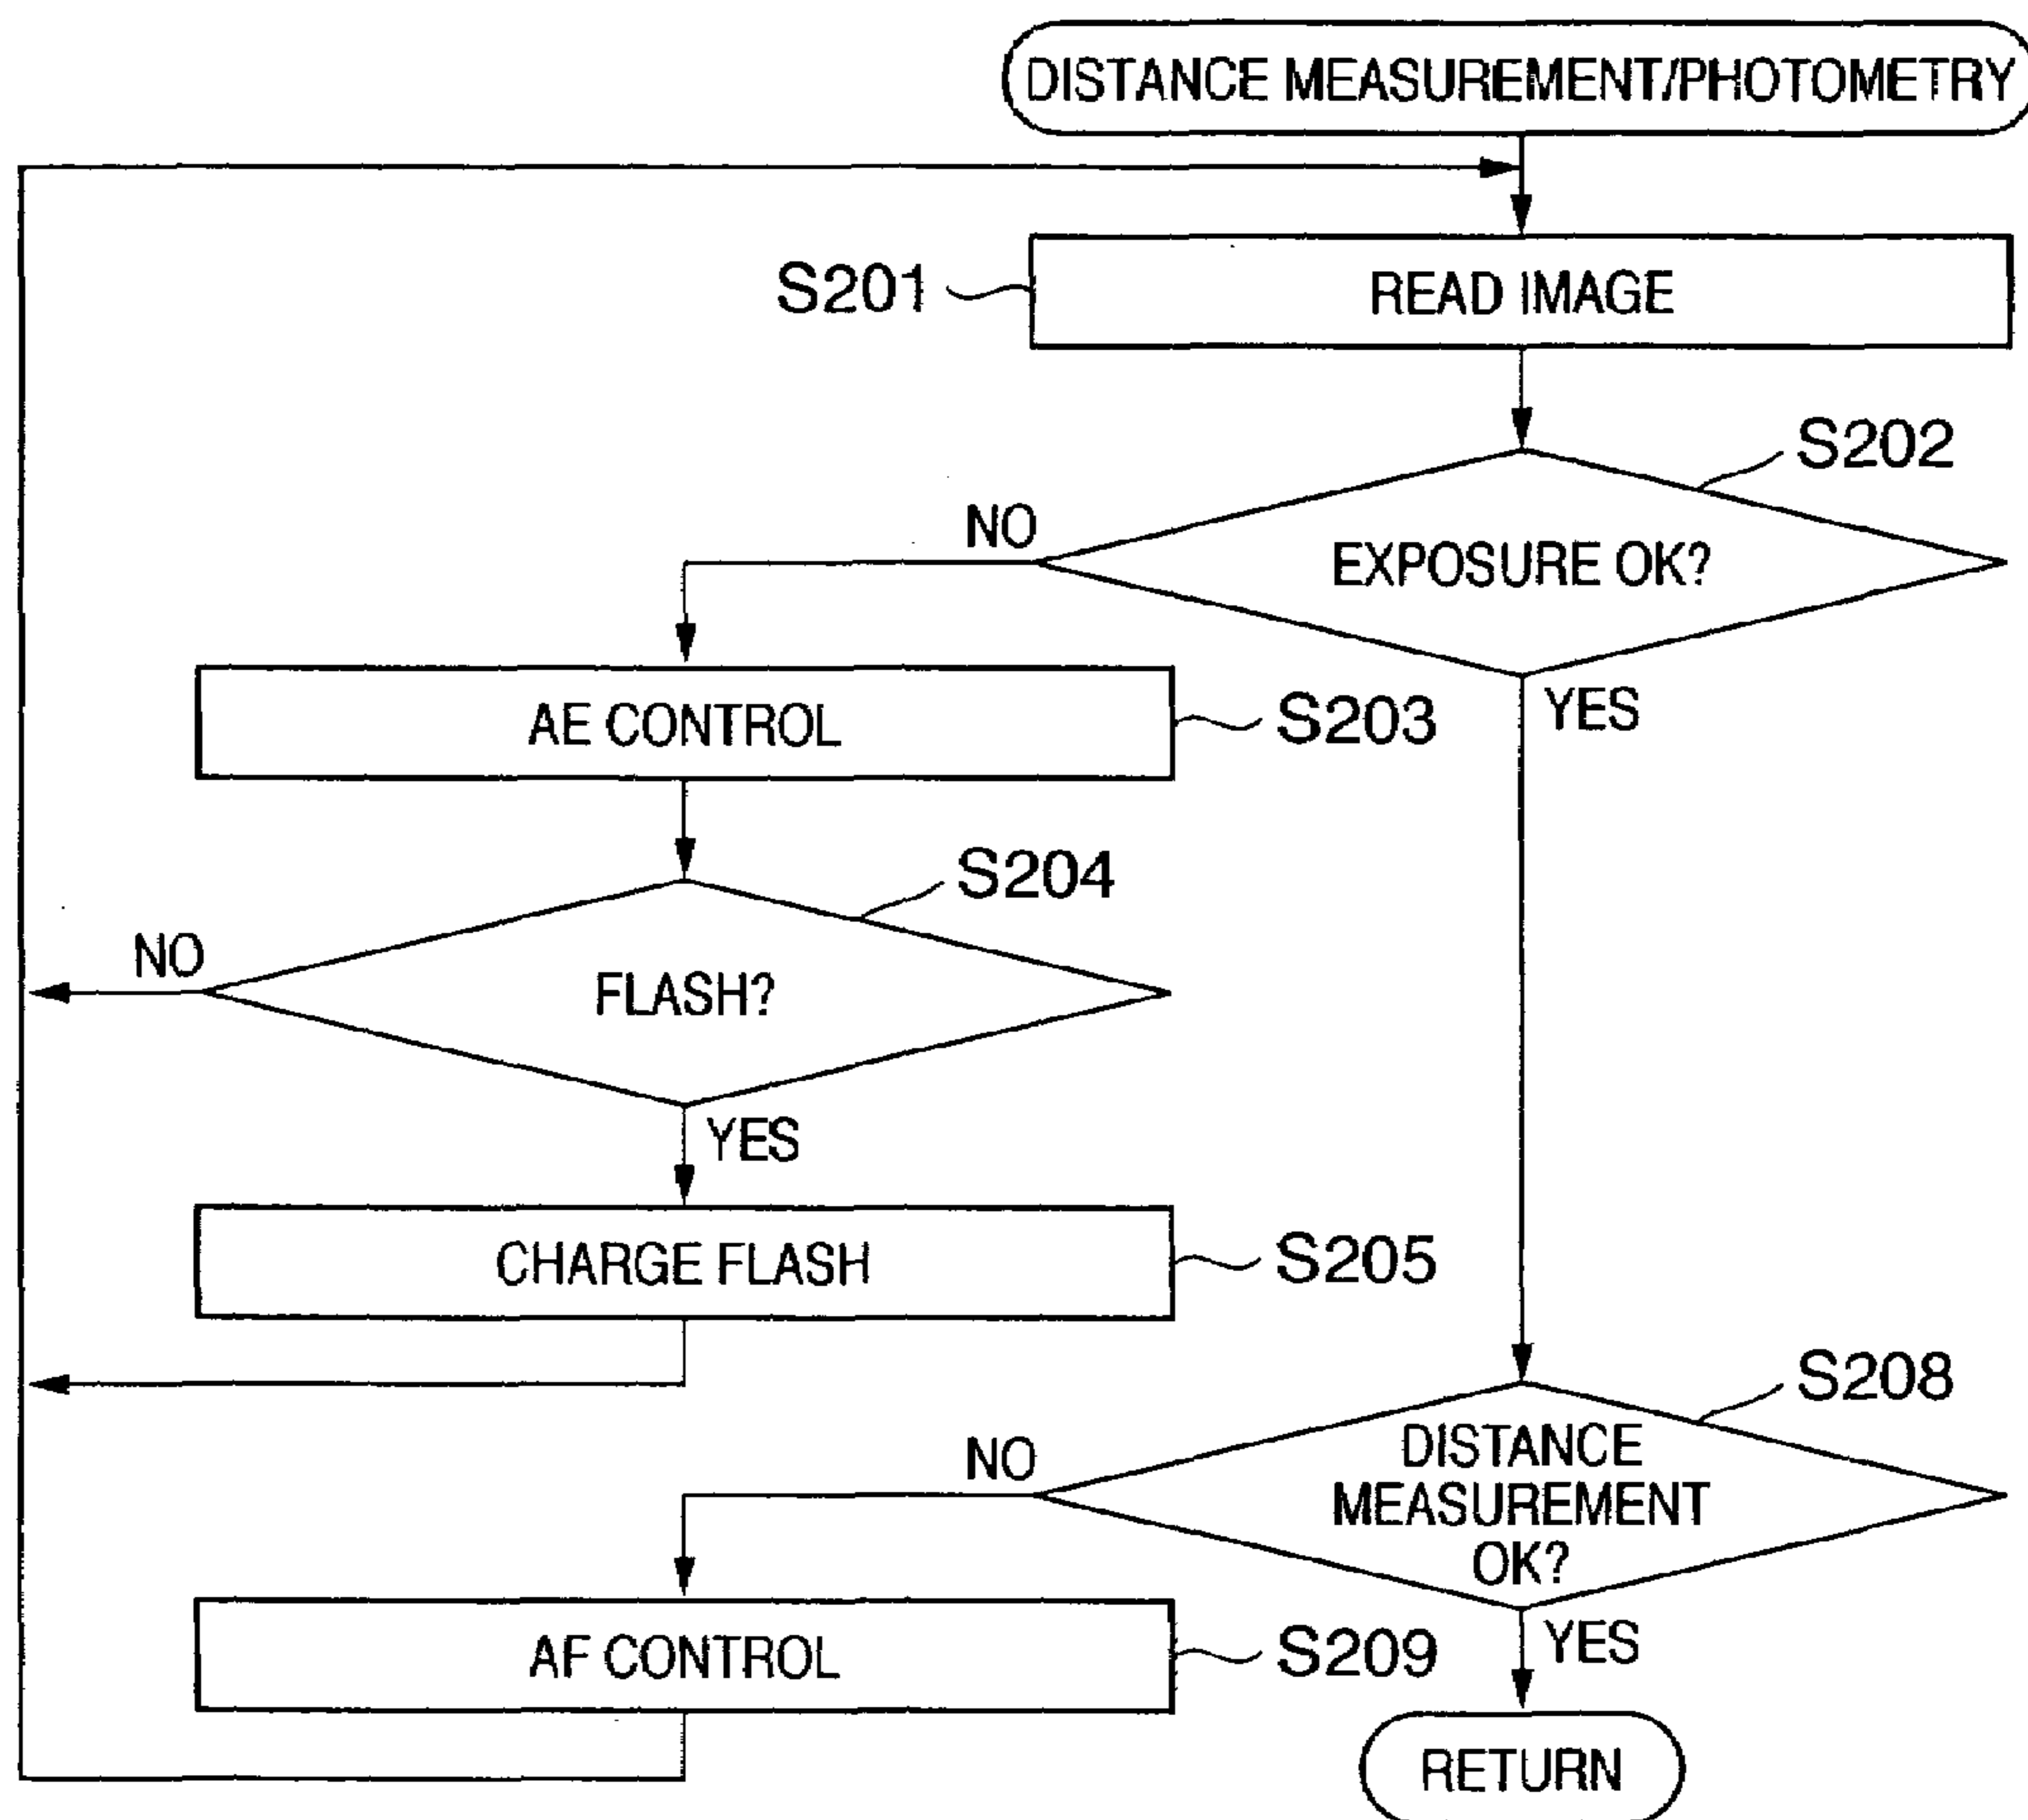 DISTANCE MEASUREMENT/PHOTOMETRY
S201
READ IMAGE
S202
NO
EXPOSURE OK?
YES
AE CONTROL
S203
S204
NO
FLASH?
YES
CHARGE FLASH
S205
S208
NO
DISTANCE
MEASUREMENT
OK?
YES
AF CONTROL
S209
RETURN